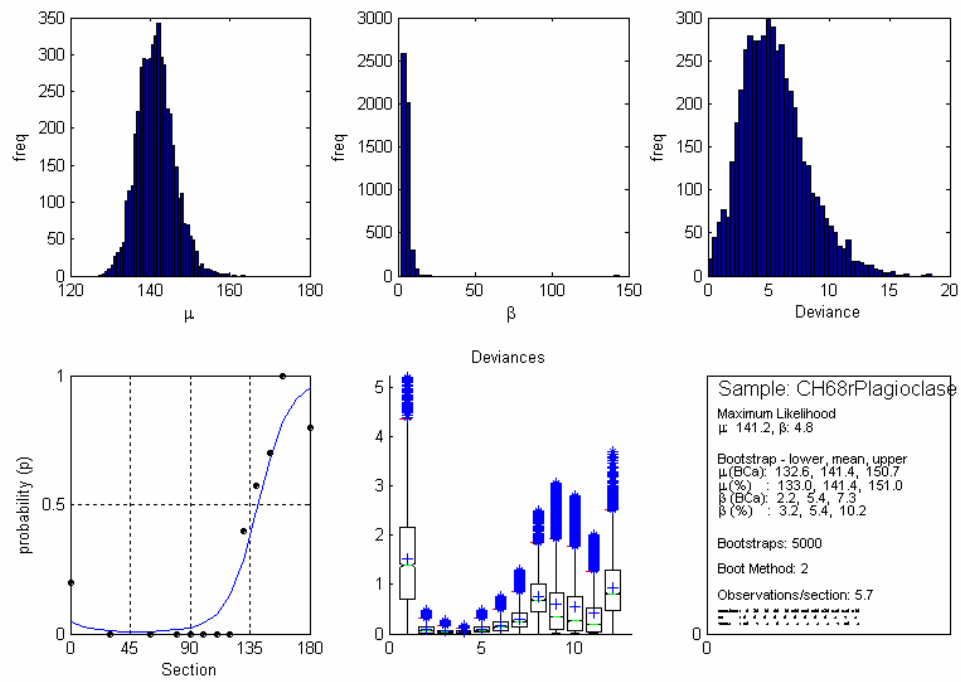 350
300
250
200
150
100
50
0
freq
120
140
160
180
μ
3000
2500
2000
1500
1000
500
0
freq
0
50
100
150
β
300
250
200
150
100
50
0
freq
0
5
10
15
20
Deviance
1
0.5
0
probability (p)
0
45
90
135
180
Section
Deviances
5
4
3
2
1
0
0
5
10
Sample: CH68rPlagioclase
Maximum Likelihood
μ: 141.2, β: 4.8
Bootstrap - lower, mean, upper
μ(BCa): 132.6, 141.4, 150.7
μ(%) : 133.0, 141.4, 151.0
β(BCa): 2.2, 5.4, 7.3
β(%) : 3.2, 5.4, 10.2
Bootstraps: 5000
Boot Method: 2
Observations/section: 5.7
0
0